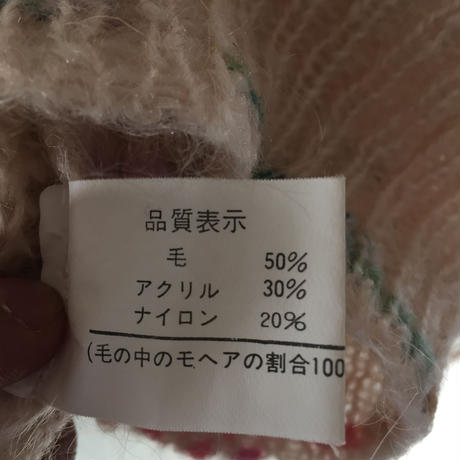 品質表示
毛 50%
アクリル 30%
ナイロン 20%
(毛の中のモヘアの割合100